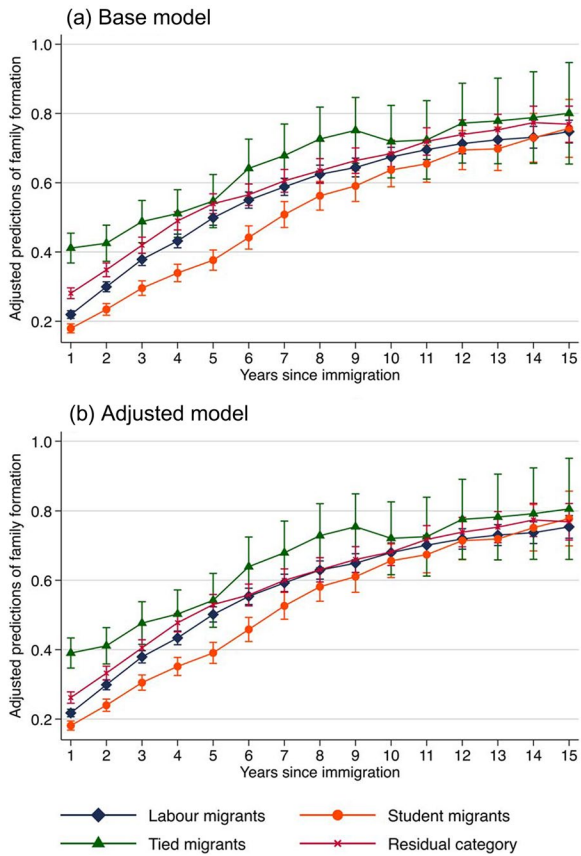 (a) Base model
Adjusted predictions of family formation
1.0
0.8
0.6
0.4
0.2
1 2 3 4 5 6 7 8 9 10 11 12 13 14 15
Years since immigration
(b) Adjusted model
Adjusted predictions of family formation
1.0
0.8
0.6
0.4
0.2
1 2 3 4 5 6 7 8 9 10 11 12 13 14 15
Years since immigration
Labour migrants Student migrants
Tied migrants Residual category